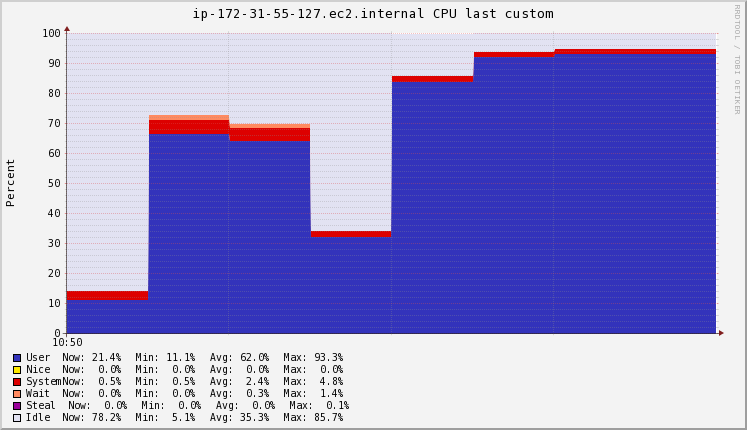 ip-172-31-55-127.ec2.internal CPU last custom
RRDTOOL / TOBI OETIKER
Percent
100
90
80
70
60
50
40
30
20
10
0
10:50
User Now: 21.4% Min: 11.1% Avg: 62.0% Max: 93.3%
Nice Now: 0.0% Min: 0.0% Avg: 0.0% Max: 0.0%
System Now: 0.5% Min: 0.5% Avg: 2.4% Max: 4.8%
Wait Now: 0.0% Min: 0.0% Avg: 0.3% Max: 1.4%
Steal Now: 0.0% Min: 0.0% Avg: 0.0% Max: 0.1%
Idle Now: 78.2% Min: 5.1% Avg: 35.3% Max: 85.7%